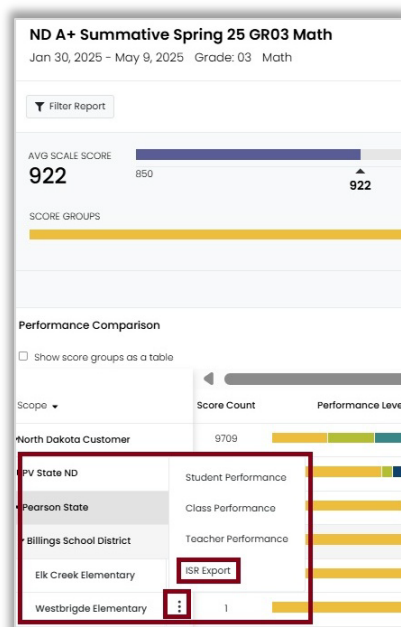 ND A+ Summative Spring 25 GR03 Math
Jan 30, 2025 - May 9, 2025 Grade: 03 Math
Filter Report
AVG SCALE SCORE
922
850
922
SCORE GROUPS
Performance Comparison
Show score groups as a table
Scope
Score Count
Performance Leve
North Dakota Customer
9709
PV State ND
Student Performance
Pearson State
Class Performance
Billings School District
Teacher Performance
Elk Creek Elementary
ISR Export
Westbrigde Elementary
1